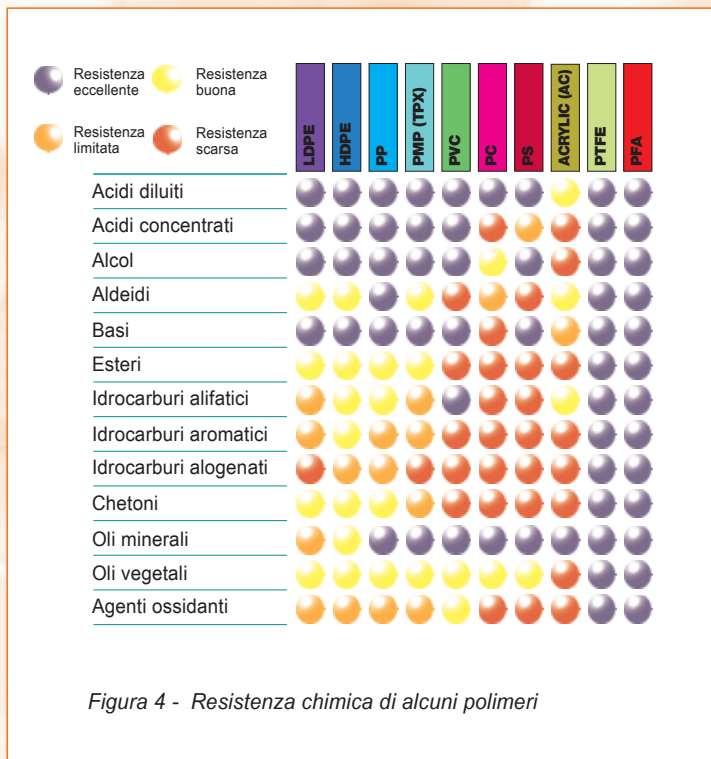 Resistenza eccellente
Resistenza buona
Resistenza limitata
Resistenza scarsa
LDPE
HDPE
PP
PMP (TPX)
PVC
PC
PS
ACRYLIC (AC)
PTFE
PFA
Acidi diluiti
Acidi concentrati
Alcol
Aldeidi
Basi
Esteri
Idrocarburi alifatici
Idrocarburi aromatici
Idrocarburi alogenati
Chetoni
Oli minerali
Oli vegetali
Agenti ossidanti
Figura 4 - Resistenza chimica di alcuni polimeri